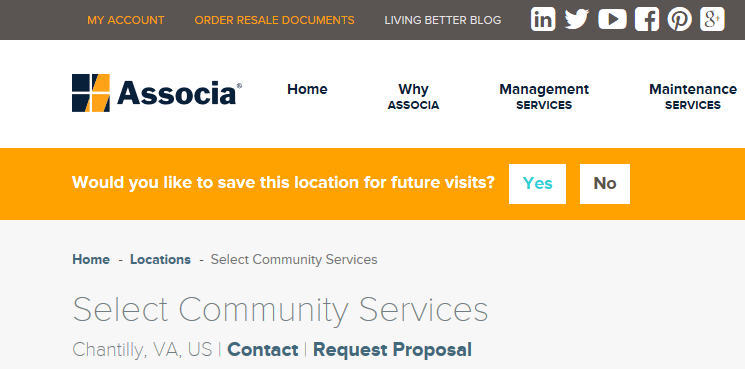 MY ACCOUNT ORDER RESALE DOCUMENTS LIVING BETTER BLOG in g+
Associa® Home Why Management Maintenance
ASSOCIA SERVICES SERVICES
Would you like to save this location for future visits? Yes No
Home - Locations - Select Community Services
Select Community Services
Chantilly, VA, US | Contact | Request Proposal